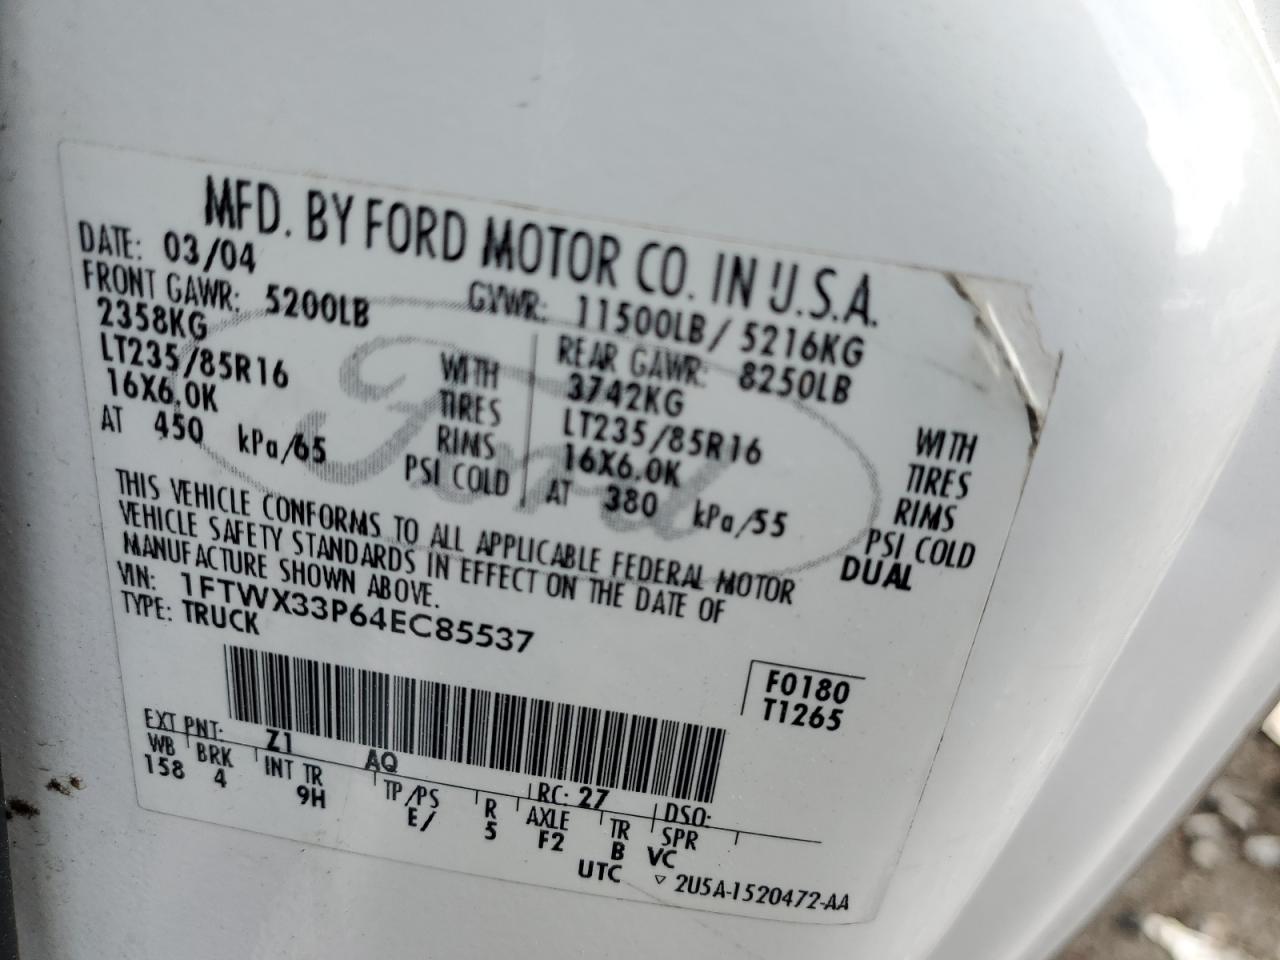 MFD. BY FORD MOTOR CO. IN U.S.A.
DATE: 03/04 GVWR: 11500LB/ 5216KG
FRONT GAWR: 5200LB REAR GAWR: 8250LB
2358KG WITH 3742KG WITH
LT235/85R16 TIRES LT235/85R16 TIRES
16X6.0K RIMS 16X6.0K RIMS
AT 450 kPa/65 PSI COLD AT 380 kPa/55 PSI COLD
DUAL
Ford
THIS VEHICLE CONFORMS TO ALL APPLICABLE FEDERAL MOTOR
VEHICLE SAFETY STANDARDS IN EFFECT ON THE DATE OF
MANUFACTURE SHOWN ABOVE.
VIN: 1FTWX33P64EC85537
TYPE: TRUCK
F0180
T1265
EXT PNT: Z1 AQ RC: 27 DSO:
WB BRK INT TR TP/PS R AXLE TR SPR
158 4 9H E/ 5 F2 B VC
UTC ▽ 2U5A-1520472-AA